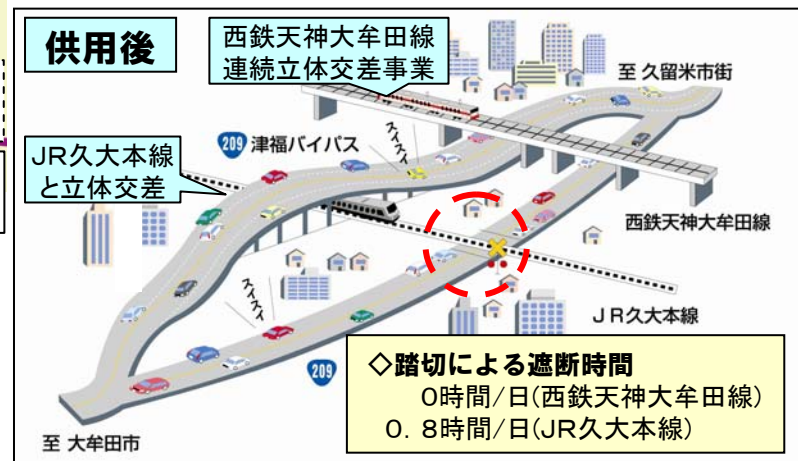 供用後
西鉄天神大牟田線
連続立体交差事業
至 久留米市街
JR久大本線
と立体交差
209 津福バイパス
スイスイ
西鉄天神大牟田線
スイスイ
JR久大本線
209
◇踏切による遮断時間
0時間/日(西鉄天神大牟田線)
0.8時間/日(JR久大本線)
至 大牟田市